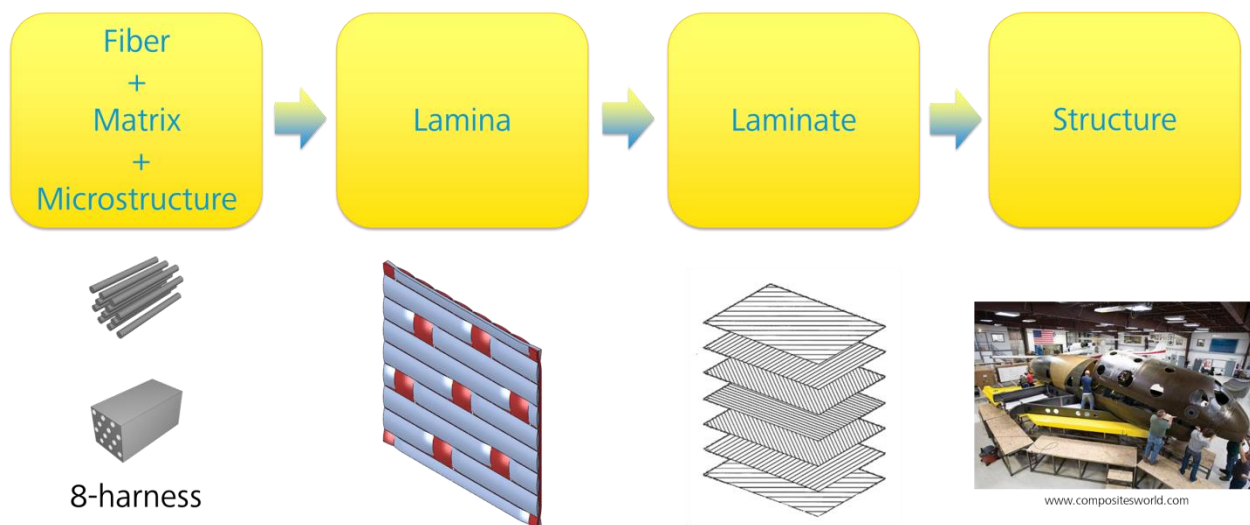 Fiber
+
Matrix
+
Microstructure
Lamina
Laminate
Structure
8-harness
www.compositesworld.com